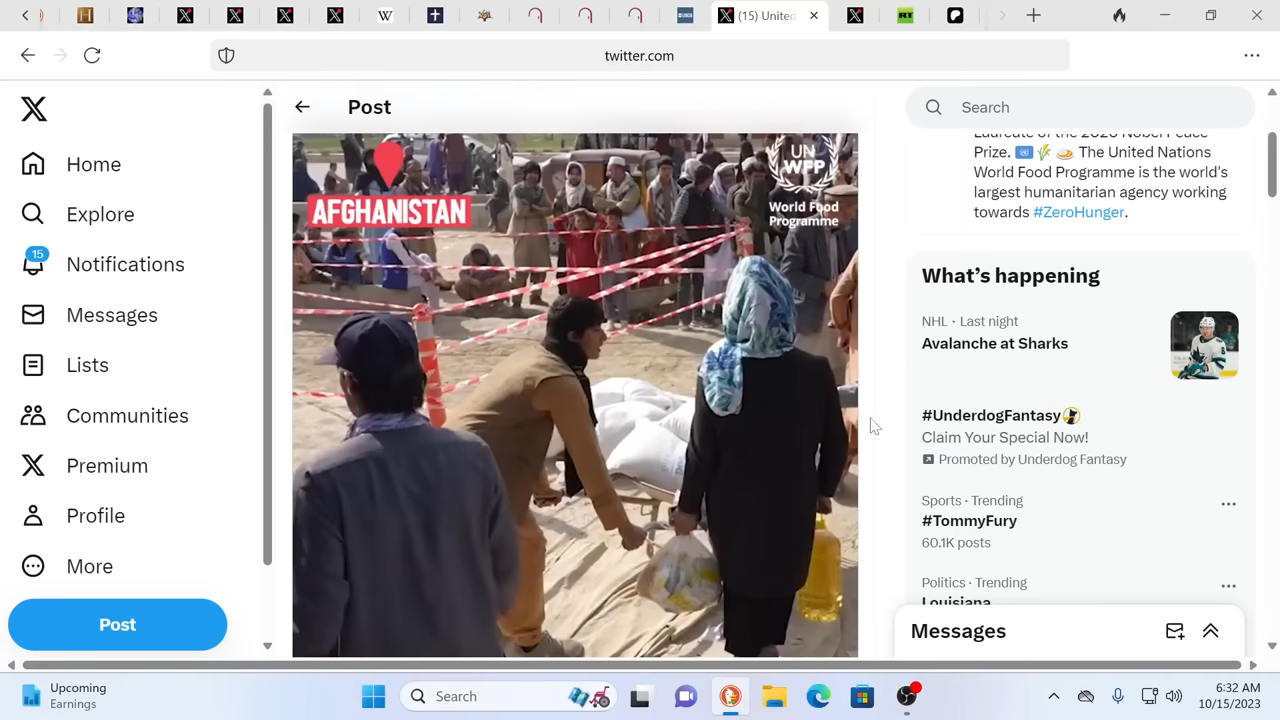 (15) United
W
RT
twitter.com
Post
Search
Home
Explore
15
Notifications
Messages
Lists
Communities
Premium
Profile
More
Post
AFGHANISTAN
UN
WFP
World Food
Programme
Laureate of the 2020 Nobel Peace
Prize. The United Nations
World Food Programme is the world's
largest humanitarian agency working
towards #ZeroHunger.
What's happening
NHL · Last night
Avalanche at Sharks
#UnderdogFantasy
Claim Your Special Now!
Promoted by Underdog Fantasy
Sports · Trending
#TommyFury
60.1K posts
Politics · Trending
Louisiana
Messages
Upcoming
Earnings
Search
6:32 AM
10/15/2023